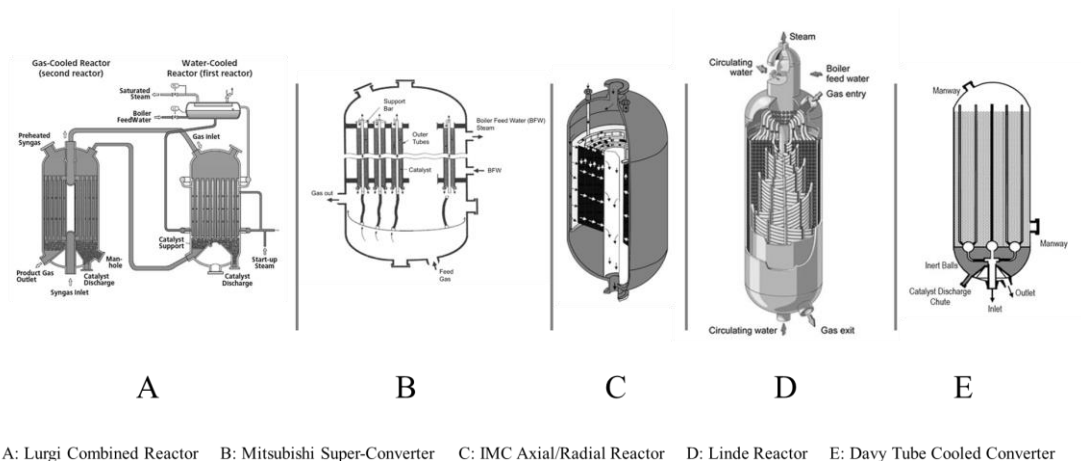 Gas-Cooled Reactor
(second reactor)
Water-Cooled
Reactor (first reactor)
Saturated
Steam
Boiler
FeedWater
Preheated
Syngas
Gas inlet
Catalyst
Support
Man-
hole
Product Gas
Outlet
Catalyst
Discharge
Syngas Inlet
Catalyst
Discharge
Start-up
Steam
Support
Bar
Boiler Feed Water (BFW)
Steam
Outer
Tubes
Catalyst
BFW
Gas out
Feed
Gas
Steam
Circulating
water
Boiler
feed water
Gas entry
Circulating water
Gas exit
Manway
Manway
Inert Balls
Catalyst Discharge
Chute
Outlet
Inlet
A B C D E
A: Lurgi Combined Reactor B: Mitsubishi Super-Converter C: IMC Axial/Radial Reactor D: Linde Reactor E: Davy Tube Cooled Converter